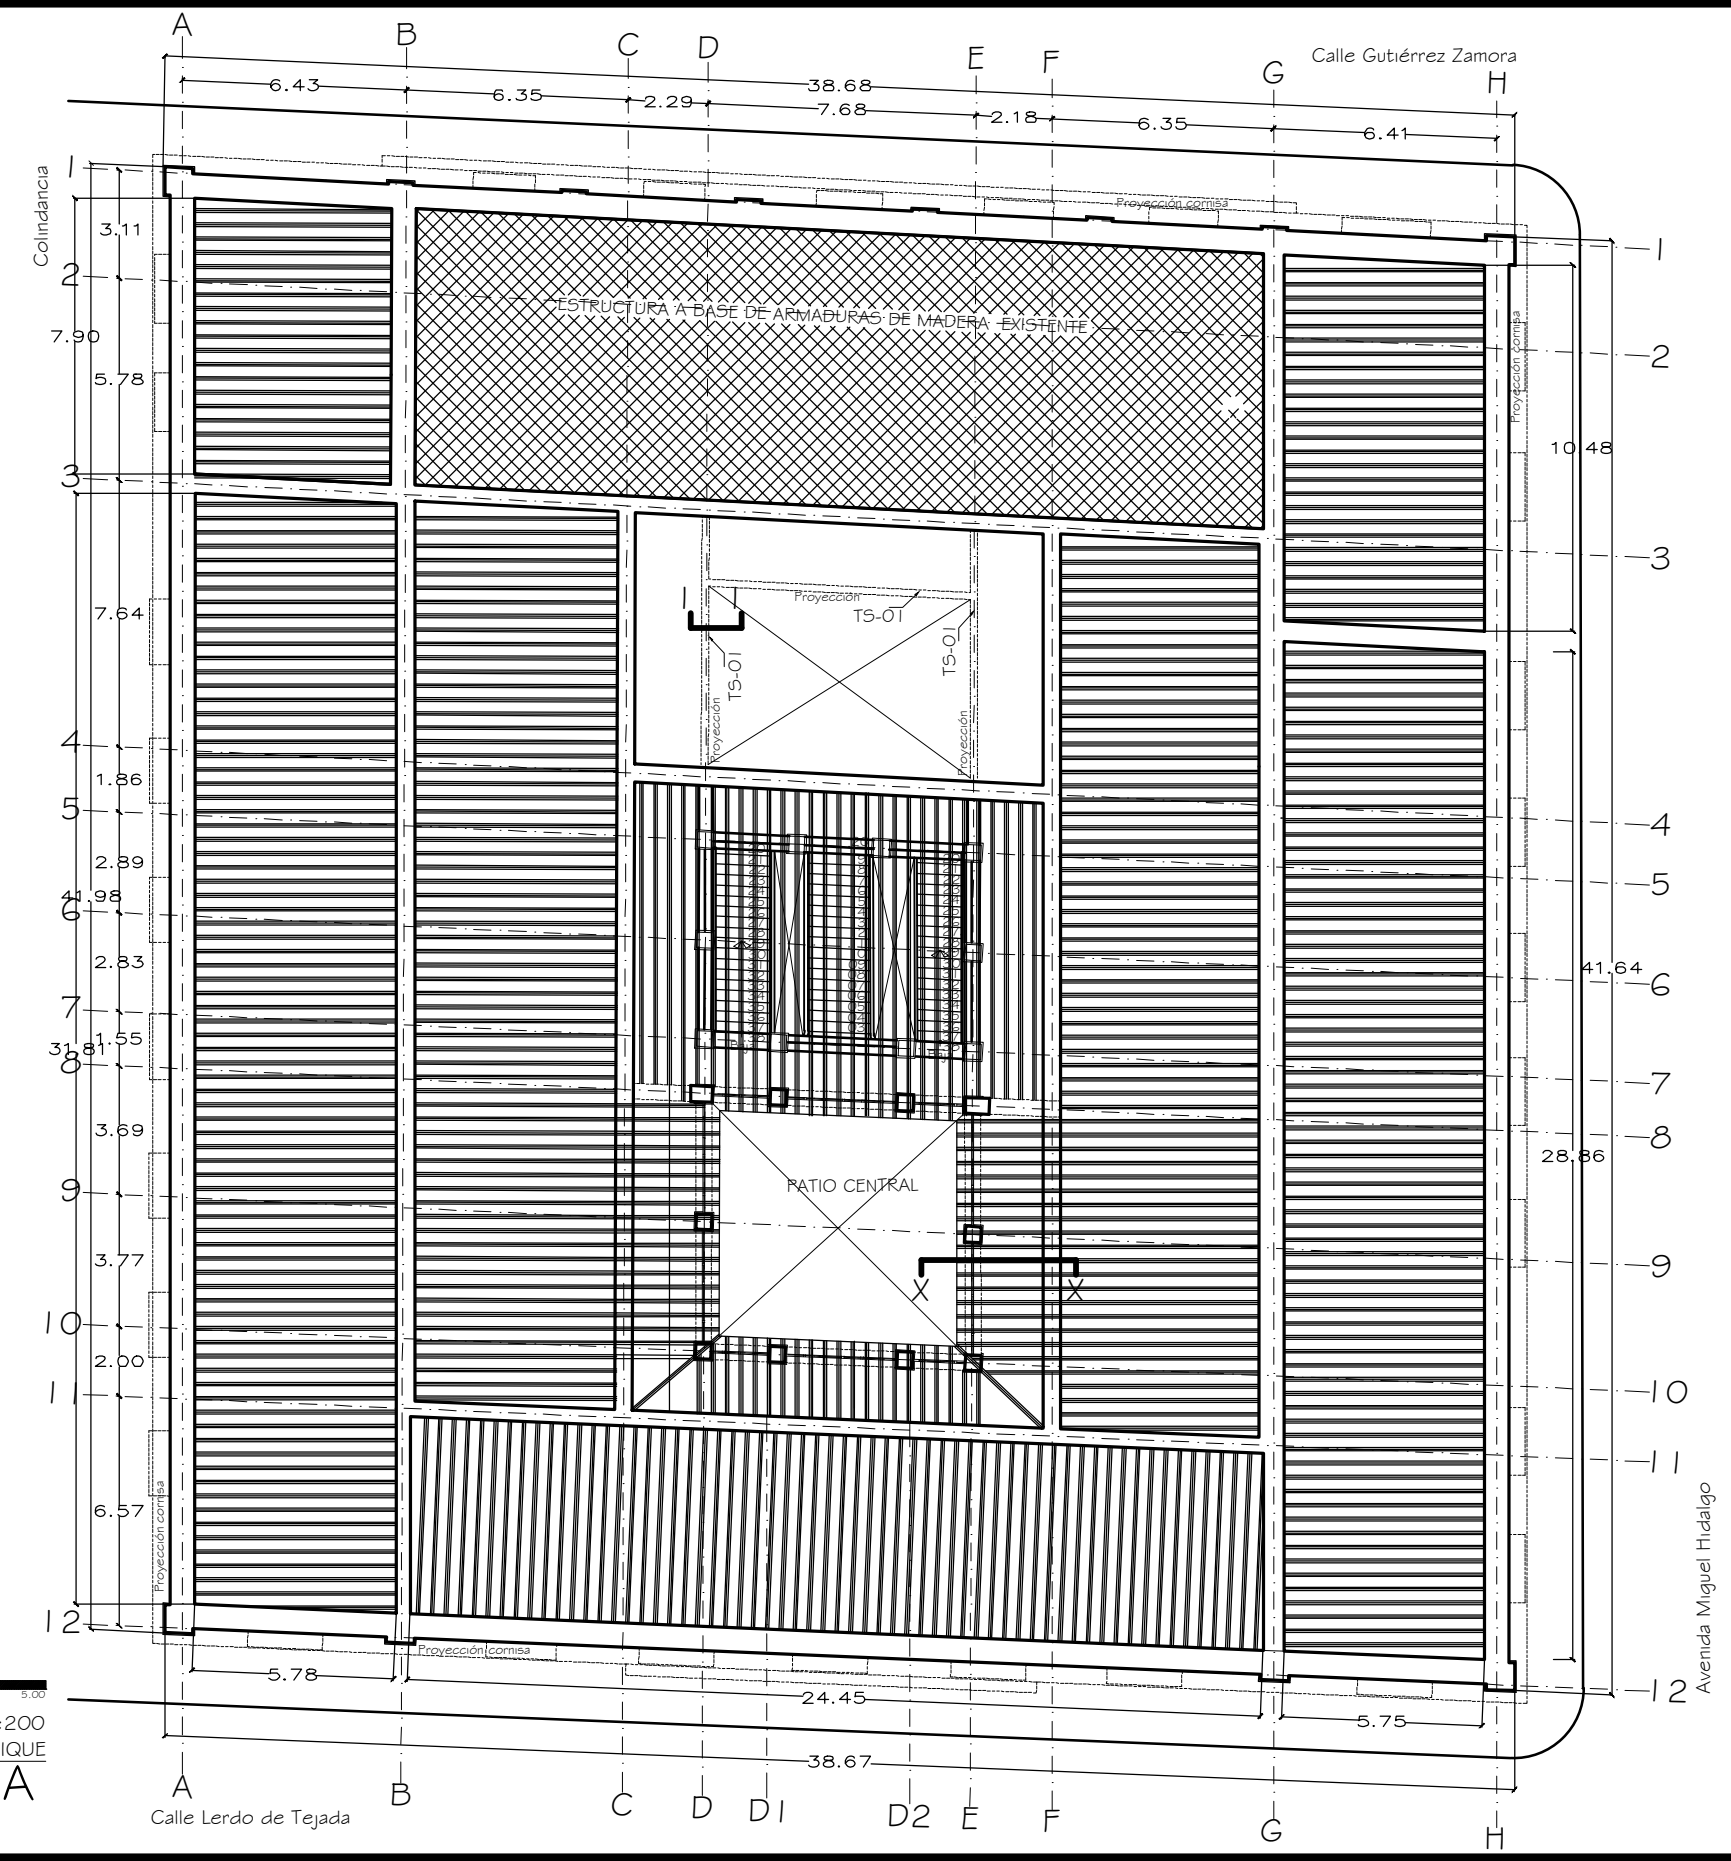 A
B
C
D
E
F
G
H
Calle Gutiérrez Zamora
38.68
6.43
6.35
2.29
7.68
2.18
6.35
6.41
Colindancia
1
2
3
4
5
6
7
8
9
10
11
12
3.11
7.90
5.78
7.64
1.86
2.89
41.98
2.83
1.55
31.81
3.69
3.77
2.00
6.57
Proyección cornisa
Proyección cornisa
ESTRUCTURA A BASE DE ARMADURAS DE MADERA EXISTENTE
Proyección cornisa
1
2
3
4
5
6
7
8
9
10
11
12
10.48
41.64
28.86
Proyección
TS-01
TS-01
TS-01
Proyección
Proyección
I
I
PATIO CENTRAL
X
X
Proyección cornisa
5.78
24.45
5.75
38.67
A
B
C
D
D1
D2
E
F
G
H
Calle Lerdo de Tejada
Avenida Miguel Hidalgo
5.00
:200
IQUE
A